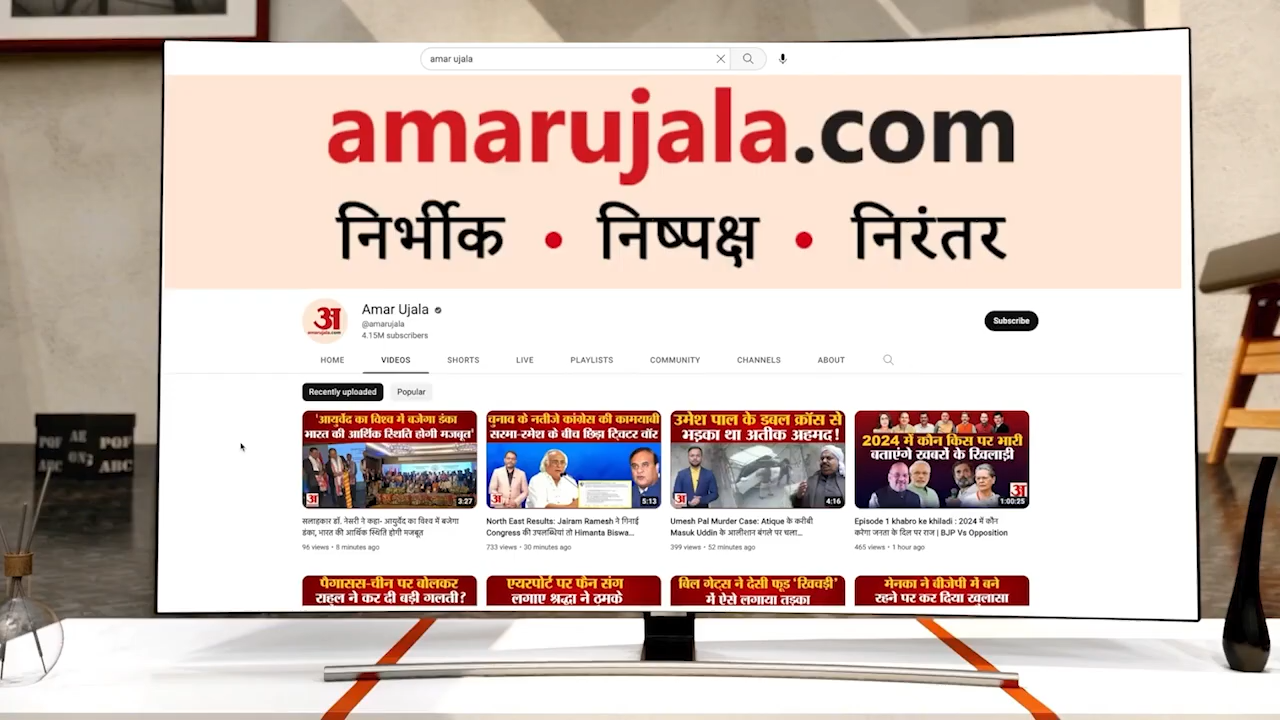 amar ujala
amarujala.com
निर्भीक • निष्पक्ष • निरंतर
अ
amarujala.com
Amar Ujala
@amarujala
4.15M subscribers
Subscribe
HOME VIDEOS SHORTS LIVE PLAYLISTS COMMUNITY CHANNELS ABOUT
Recently uploaded Popular
'आयुर्वेद का विश्व में बजेगा डंका
भारत की आर्थिक स्थिति होगी मजबूत'
3:27
सलाहकार डॉ. नेसरी ने कहा- आयुर्वेद का विश्व में बजेगा
डंका, भारत की आर्थिक स्थिति होगी मजबूत
96 views • 8 minutes ago
चुनाव के नतीजे कांग्रेस की कामयाबी
सरमा-रमेश के बीच छिड़ा ट्विटर वॉर
5:13
North East Results: Jairam Ramesh ने गिनाई
Congress की उपलब्धियां तो Himanta Biswa...
733 views • 30 minutes ago
उमेश पाल के डबल क्रॉस से
भड़का था अतीक अहमद!
4:16
Umesh Pal Murder Case: Atique के करीबी
Masuk Uddin के आलीशान बंगले पर चला...
399 views • 52 minutes ago
2024 में कौन किस पर भारी
बताएंगे खबरों के खिलाड़ी
1:00:25
Episode 1 khabro ke khiladi : 2024 में कौन
करेगा जनता के दिल पर राज | BJP Vs Opposition
465 views • 1 hour ago
पैगासस-चीन पर बोलकर
राहुल ने कर दी बड़ी गलती?
एयरपोर्ट पर फैन संग
लगाए श्रद्धा ने ठुमके
बिल गेट्स ने देसी फूड 'खिचड़ी'
में ऐसे लगाया तड़का
मेनका ने बीजेपी में बने
रहने पर कर दिया खुलासा